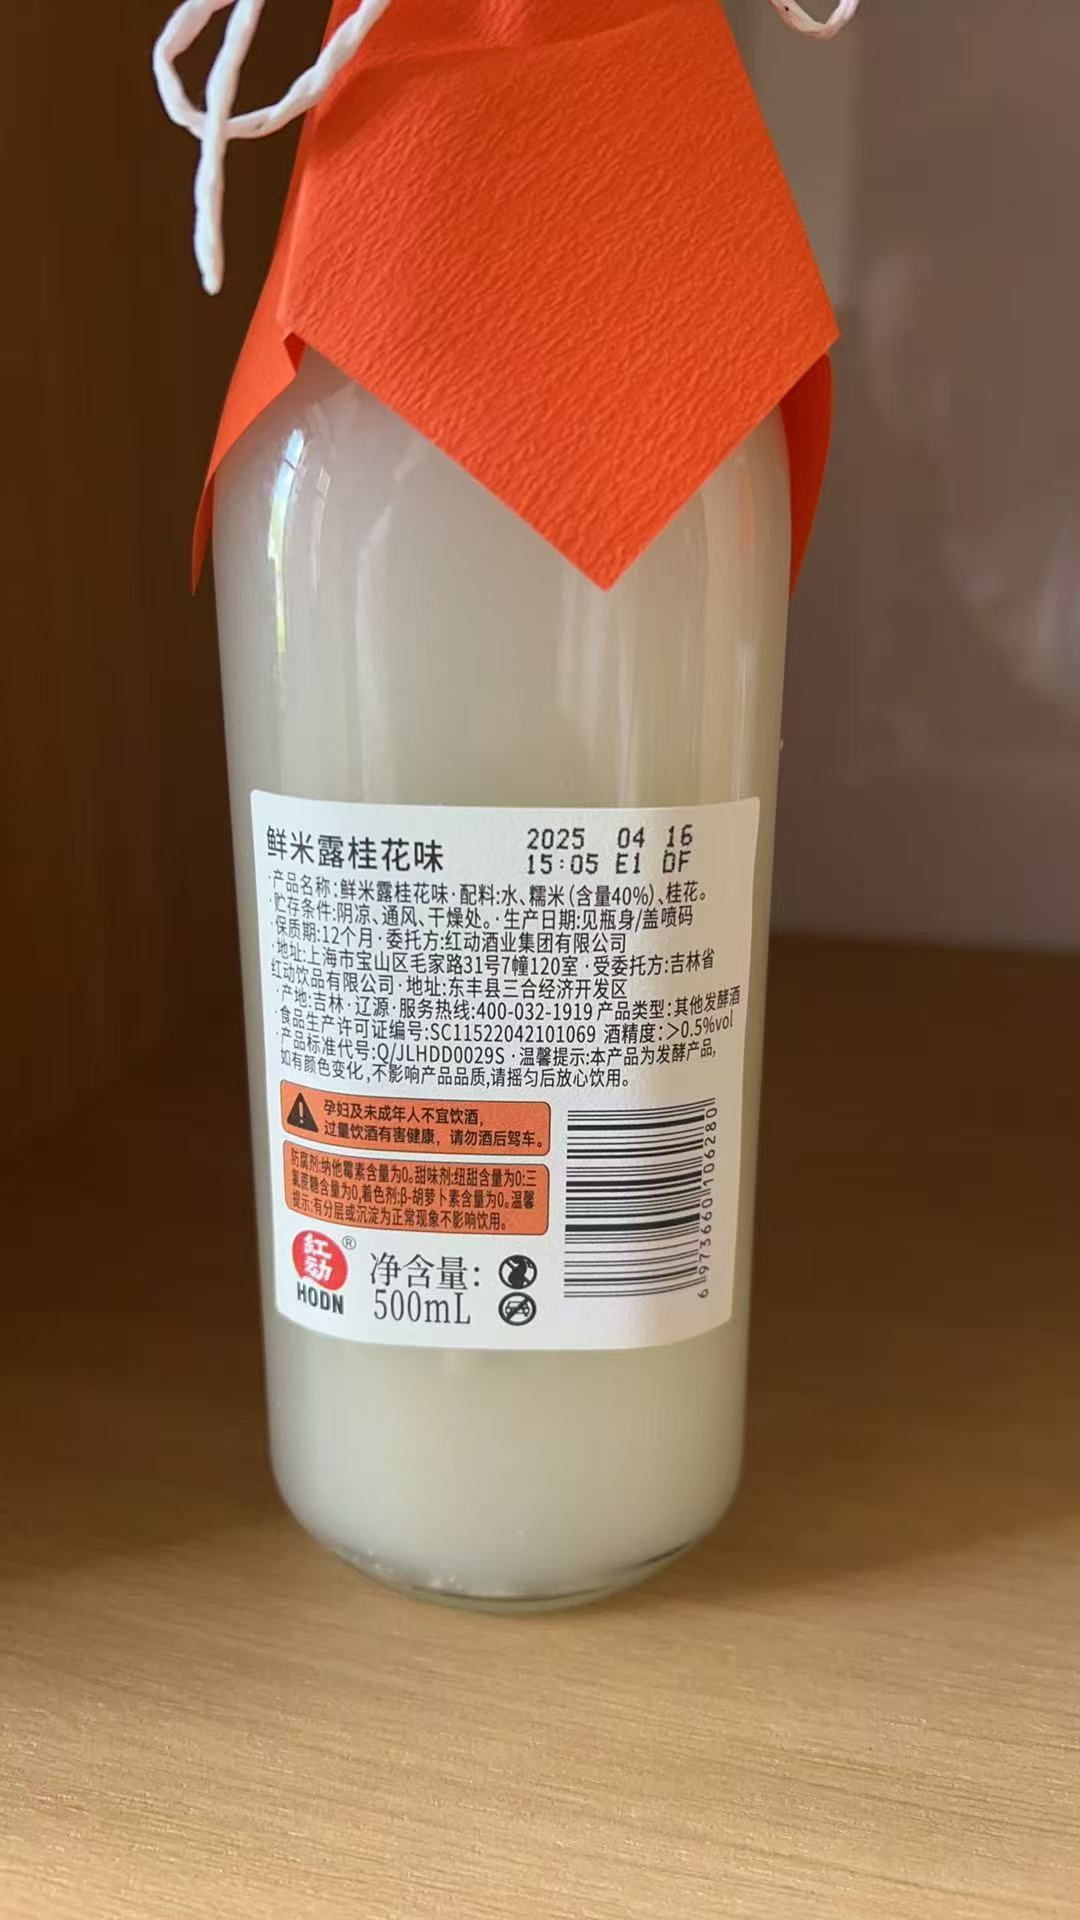 鲜米露桂花味
2025 04 16
15:05 E1 DF
·产品名称:鲜米露桂花味·配料:水、糯米(含量40%)、桂花。
·贮存条件:阴凉、通风、干燥处。·生产日期:见瓶身/盖喷码
·保质期:12个月·委托方:红动酒业集团有限公司
·地址:上海市宝山区毛家路31号7幢120室·受委托方:吉林省
红动饮品有限公司·地址:东丰县三合经济开发区
·产地:吉林·辽源·服务热线:400-032-1919 产品类型:其他发酵酒
·食品生产许可证编号:SC11522042101069 酒精度:>0.5%vol
·产品标准代号:Q/JLHDD0029S·温馨提示:本产品为发酵产品,
如有颜色变化,不影响产品品质,请摇匀后放心饮用。
孕妇及未成年人不宜饮酒,
过量饮酒有害健康, 请勿酒后驾车。
防腐剂:纳他霉素含量为0。甜味剂:纽甜含量为0:三
氯蔗糖含量为0,着色剂:β-胡萝卜素含量为0。温馨
提示:有分层或沉淀为正常现象不影响饮用。
红动®
HODN
净含量:
500mL
6973660106280